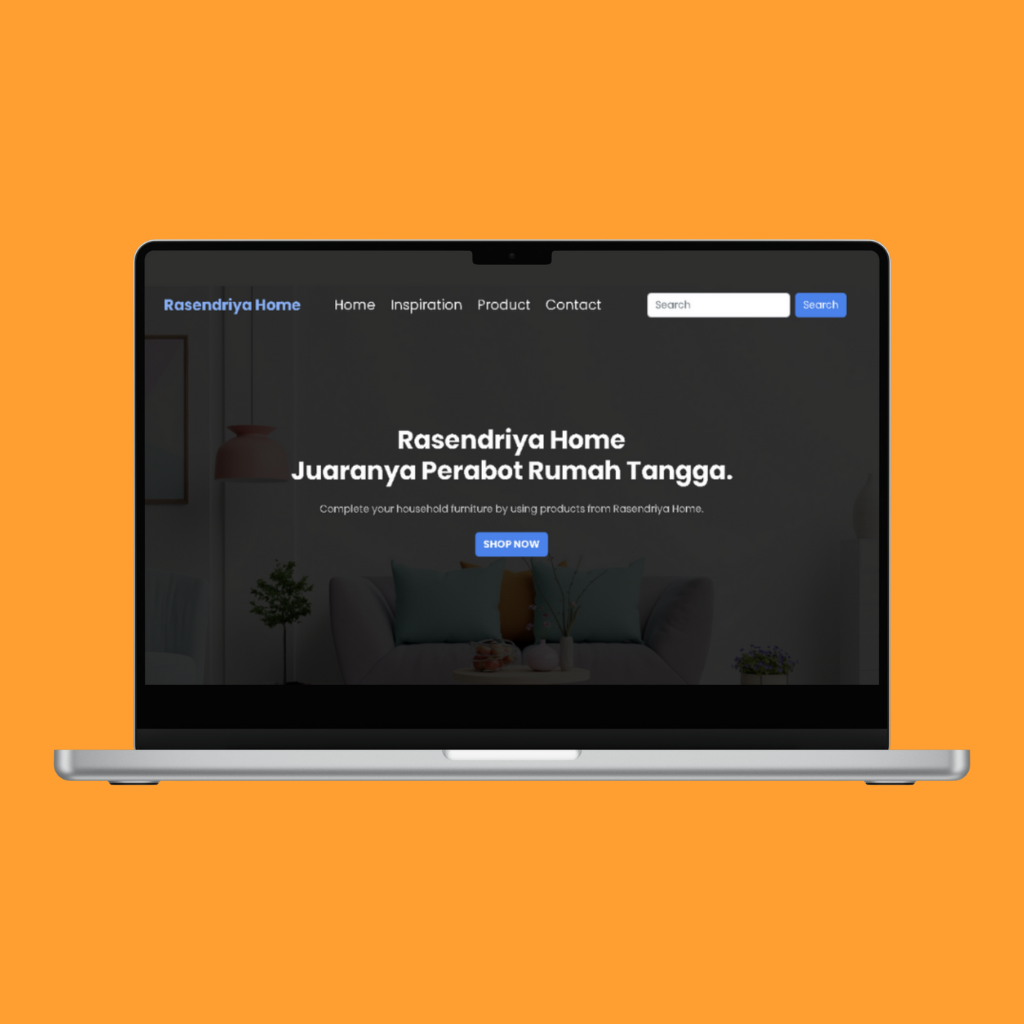 Rasendriya Home
Home Inspiration Product Contact
Search Search
Rasendriya Home
Juaranya Perabot Rumah Tangga.
Complete your household furniture by using products from Rasendriya Home.
SHOP NOW